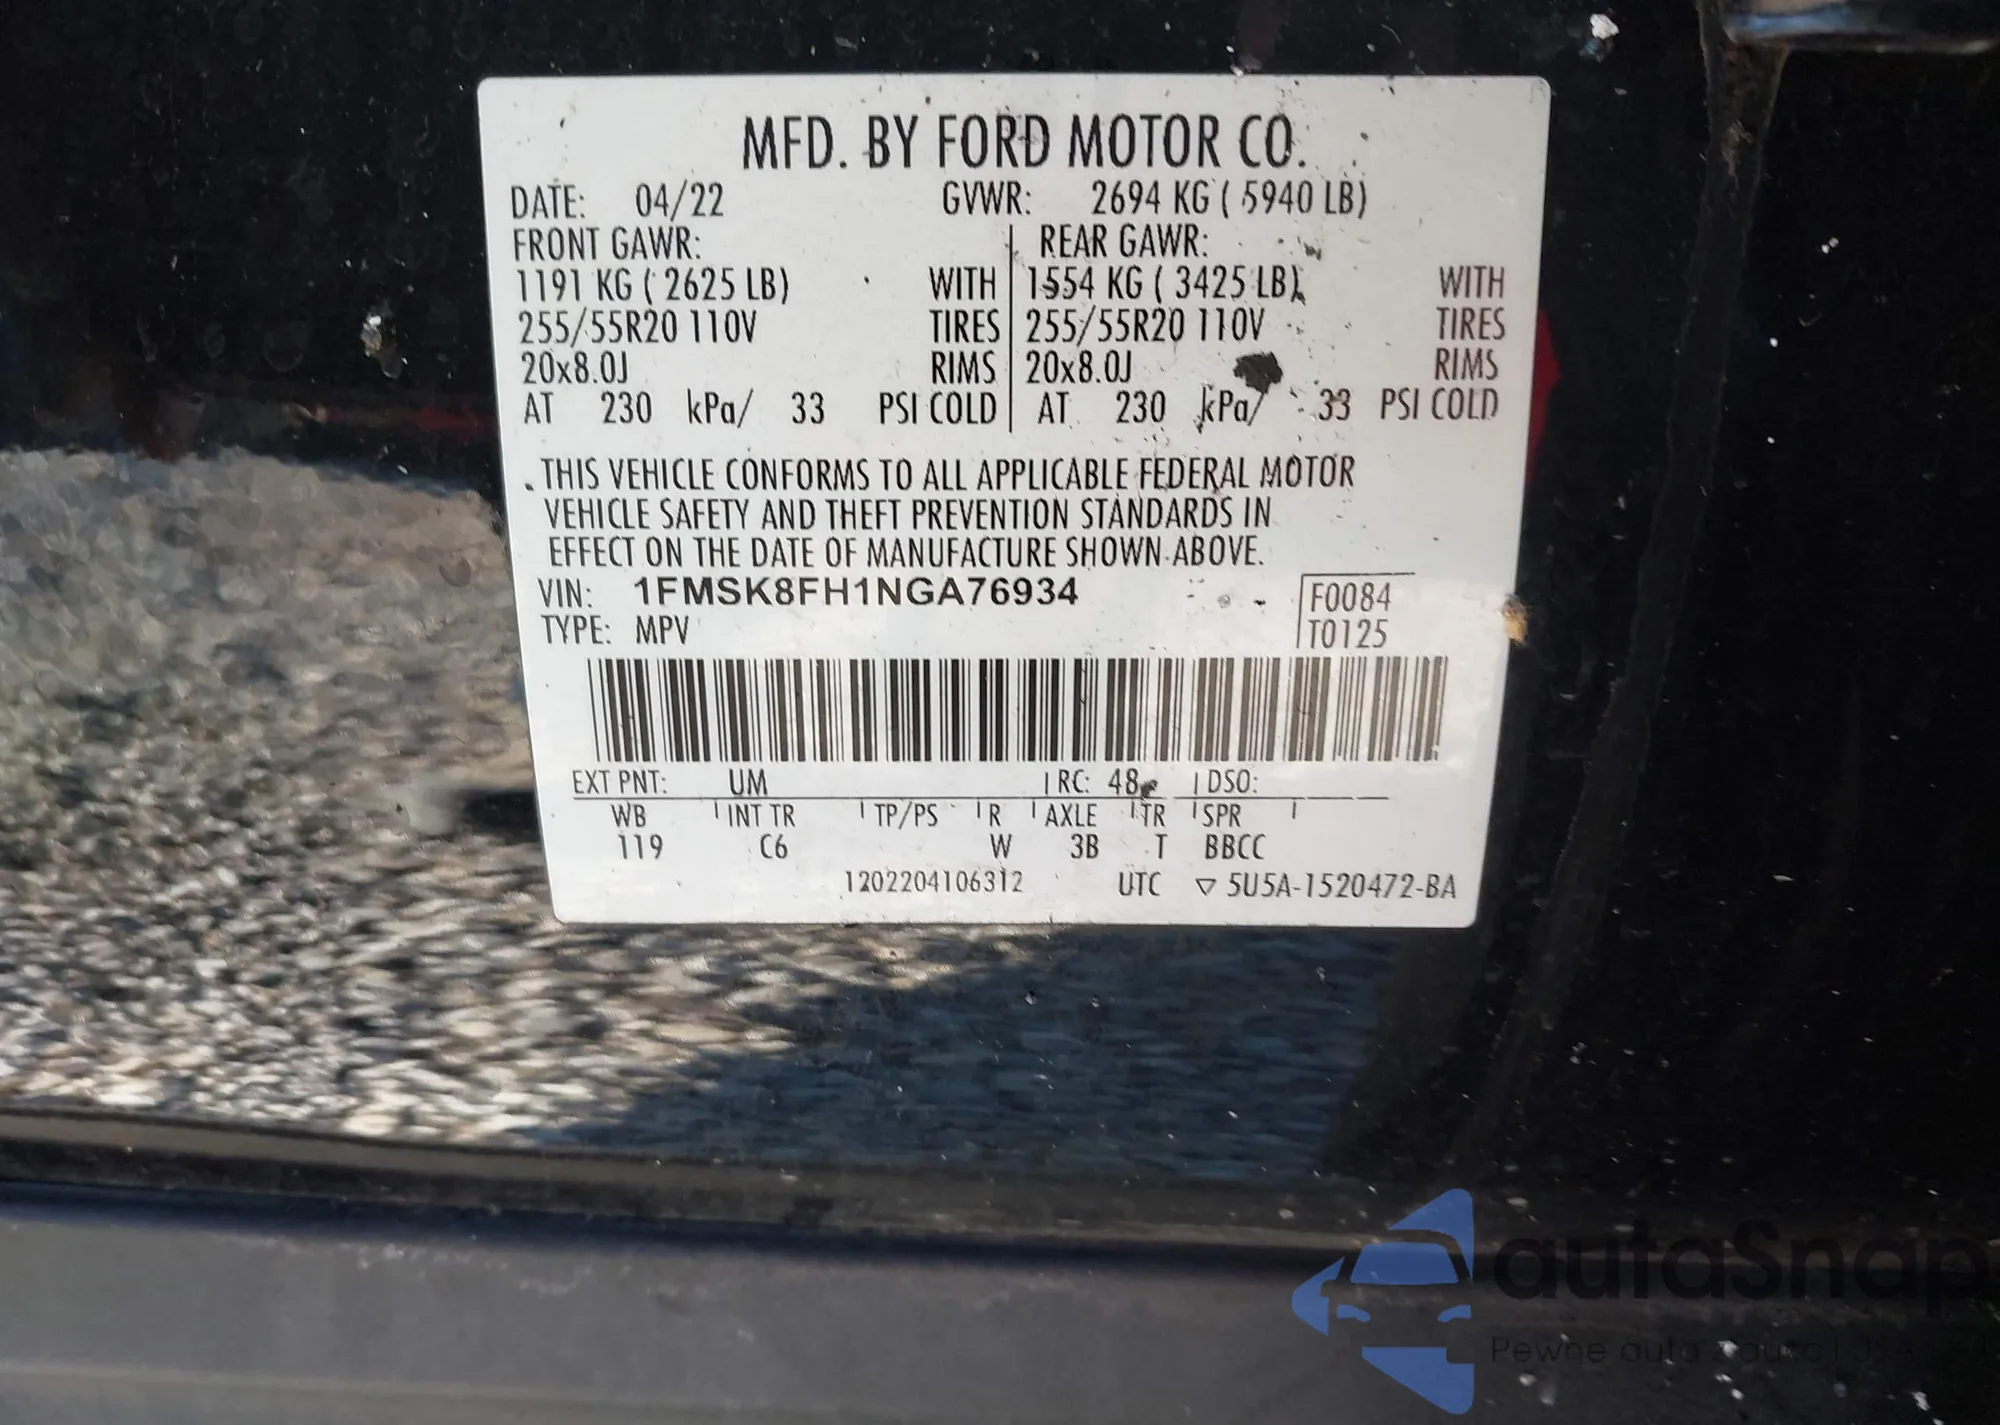 MFD. BY FORD MOTOR CO.
DATE: 04/22 GVWR: 2694 KG ( 5940 LB)
FRONT GAWR: REAR GAWR:
1191 KG ( 2625 LB) WITH 1554 KG ( 3425 LB) WITH
255/55R20 110V TIRES 255/55R20 110V TIRES
20x8.0J RIMS 20x8.0J RIMS
AT 230 kPa/ 33 PSI COLD AT 230 kPa/ 33 PSI COLD
THIS VEHICLE CONFORMS TO ALL APPLICABLE FEDERAL MOTOR
VEHICLE SAFETY AND THEFT PREVENTION STANDARDS IN
EFFECT ON THE DATE OF MANUFACTURE SHOWN ABOVE.
VIN: 1FMSK8FH1NGA76934 F0084
TYPE: MPV T0125
EXT PNT: UM RC: 48 DSO:
WB INT TR TP/PS R AXLE TR SPR
119 C6 W 3B T BBCC
1202204106312 UTC ▽ 5U5A-1520472-BA
autaSnap
Pewne auta z aukcji USA